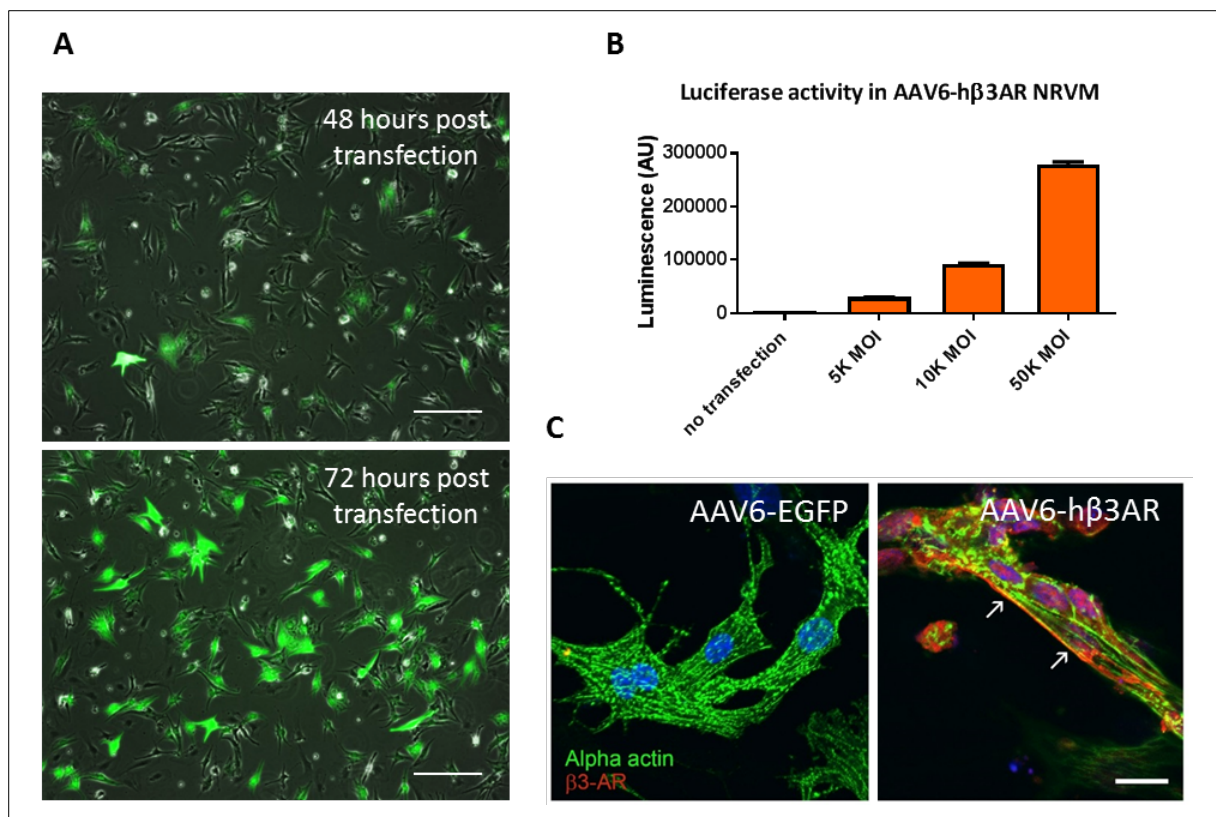 A
48 hours post
transfection
72 hours post
transfection
B
Luciferase activity in AAV6-hβ3AR NRVM
Luminescence (AU)
300000
200000
100000
0
no transfection
5K MOI
10K MOI
50K MOI
C
AAV6-EGFP
Alpha actin
β3-AR
AAV6-hβ3AR